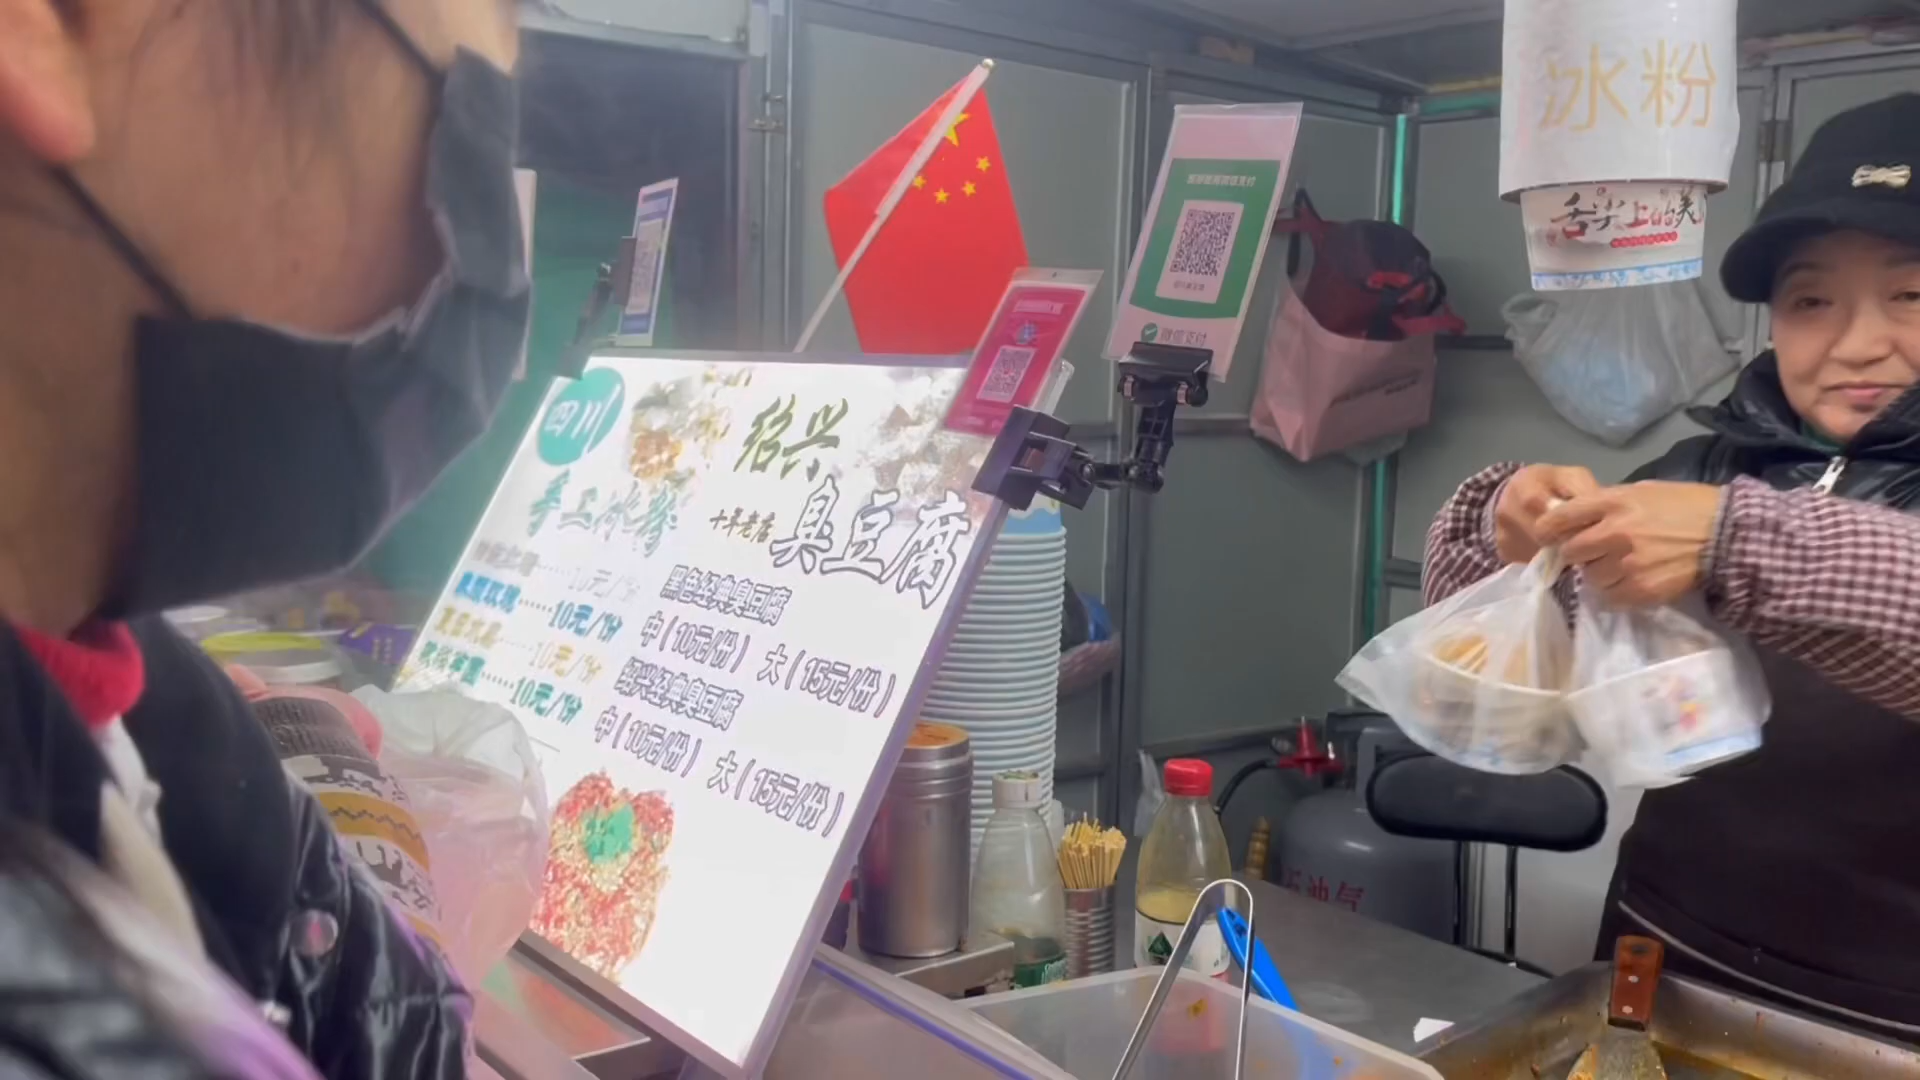 冰粉
舌尖上的美
微信支付
四川
手工冰粉
绍兴
十年老店
臭豆腐
10元/份
10元/份
10元/份
10元/份
黑色经典臭豆腐
中（10元/份） 大（15元/份）
绍兴经典臭豆腐
中（10元/份） 大（15元/份）
石油气